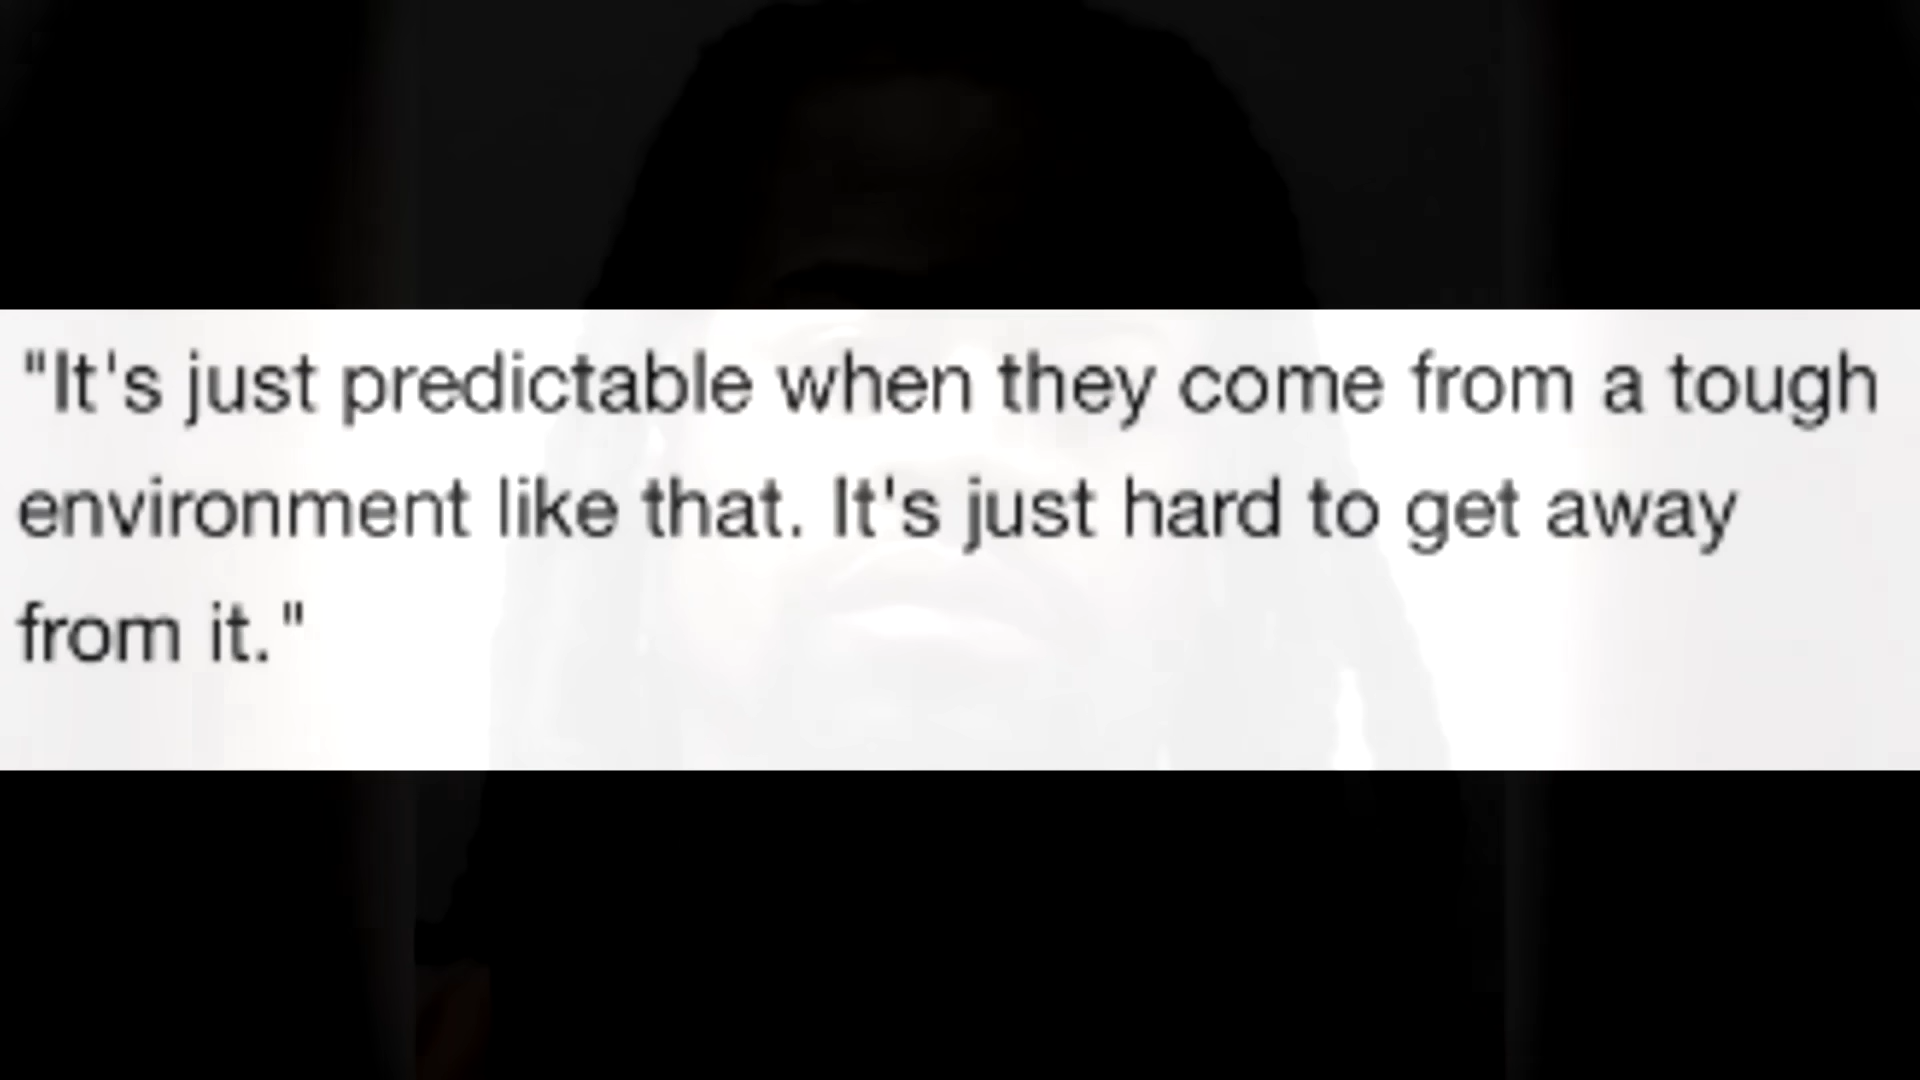 "It's just predictable when they come from a tough
environment like that. It's just hard to get away
from it."